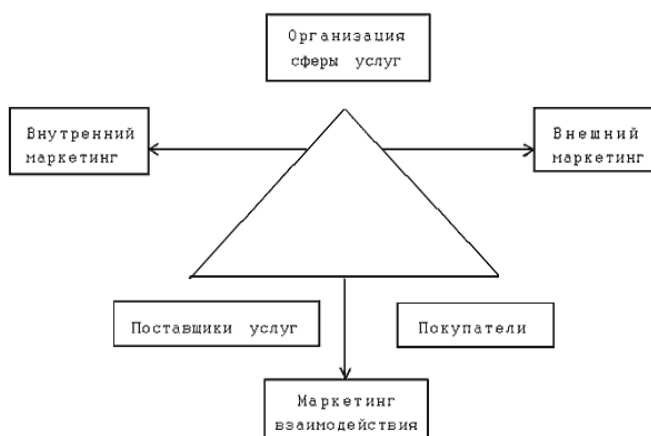 Организация
сферы услуг
Внутренний
маркетинг
Внешний
маркетинг
Поставщики услуг
Покупатели
Маркетинг
взаимодействия